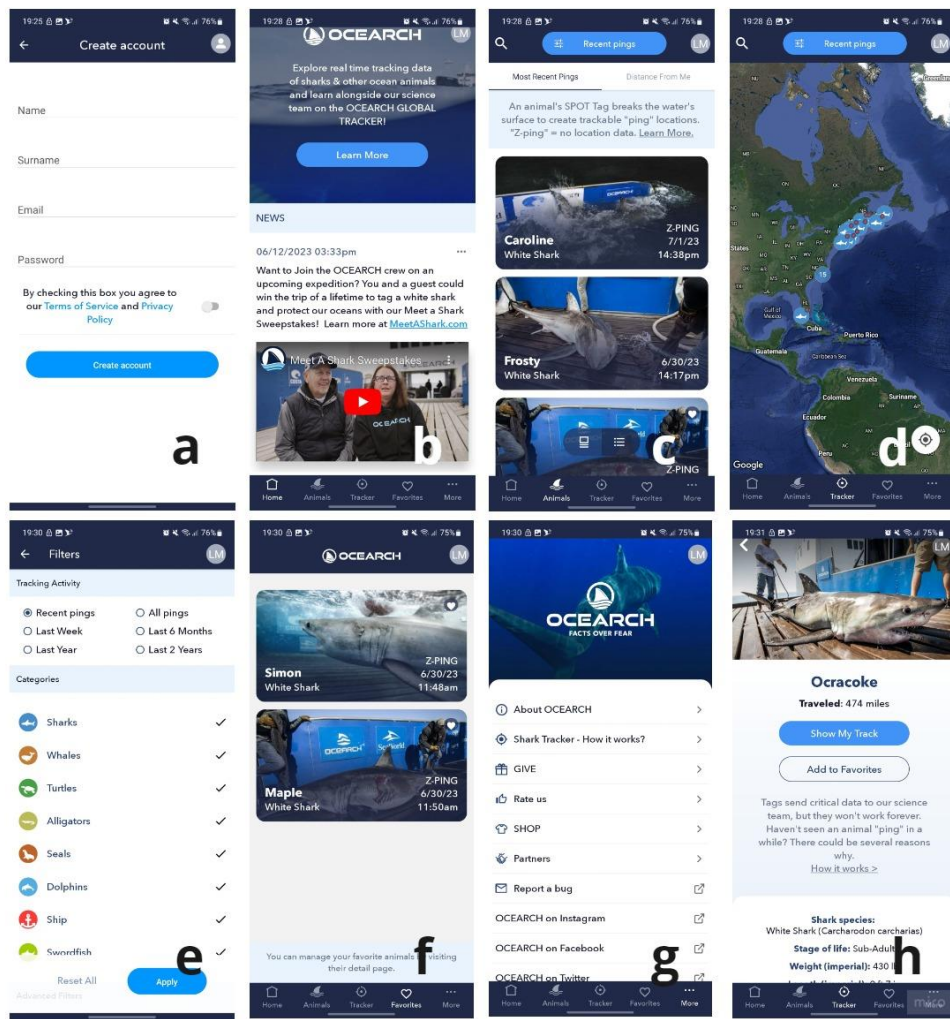 19:25
76%
Create account
Name
Surname
Email
Password
By checking this box you agree to
our Terms of Service and Privacy
Policy
Create account
a
19:28
76%
OCEARCH
LM
Explore real time tracking data
of sharks & other ocean animals
and learn alongside our science
team on the OCEARCH GLOBAL
TRACKER!
Learn More
NEWS
06/12/2023 03:33pm
Want to Join the OCEARCH crew on an
upcoming expedition? You and a guest could
win the trip of a lifetime to tag a white shark
and protect our oceans with our Meet a Shark
Sweepstakes! Learn more at MeetAShark.com
Meet A Shark Sweepstakes
OCEARCH
b
Home Animals Tracker Favorites More
19:28
76%
Recent pings
LM
Most Recent Pings
Distance From Me
An animal's SPOT Tag breaks the water's
surface to create trackable "ping" locations.
"Z-ping" = no location data. Learn More.
Z-PING
Caroline 7/1/23
White Shark 14:38pm
Frosty 6/30/23
White Shark 14:17pm
Z-PING
c
Home Animals Tracker Favorites More
19:28
76%
Recent pings
LM
15
States
Gulf of
Mexico
Cuba
Puerto Rico
Guatemala
Caribbean Sea
Venezuela
Colombia
Suriname
Ecuador
Peru
Google
d
Home Animals Tracker Favorites More
19:30
76%
Filters
LM
Tracking Activity
Recent pings All pings
Last Week Last 6 Months
Last Year Last 2 Years
Categories
Sharks
Whales
Turtles
Alligators
Seals
Dolphins
Ship
Swordfish
Reset All
Apply
Advanced Filters
e
19:30
75%
OCEARCH
LM
Z-PING
Simon 6/30/23
White Shark 11:48am
OCEARCH
SeaWorld
Z-PING
Maple 6/30/23
White Shark 11:50am
You can manage your favorite animals by visiting
their detail page.
f
Home Animals Tracker Favorites More
19:30
75%
LM
OCEARCH
FACTS OVER FEAR
About OCEARCH
Shark Tracker - How it works?
GIVE
Rate us
SHOP
Partners
Report a bug
OCEARCH on Instagram
OCEARCH on Facebook
OCEARCH on Twitter
g
Home Animals Tracker Favorites More
19:31
75%
LM
Ocracoke
Traveled: 474 miles
Show My Track
Add to Favorites
Tags send critical data to our science
team, but they won't work forever.
Haven't seen an animal "ping" in a
while? There could be several reasons
why.
How it works >
Shark species:
White Shark (Carcharodon carcharias)
Stage of life: Sub-Adult
Weight (imperial): 430
h
Home Animals Tracker Favorites More
miro